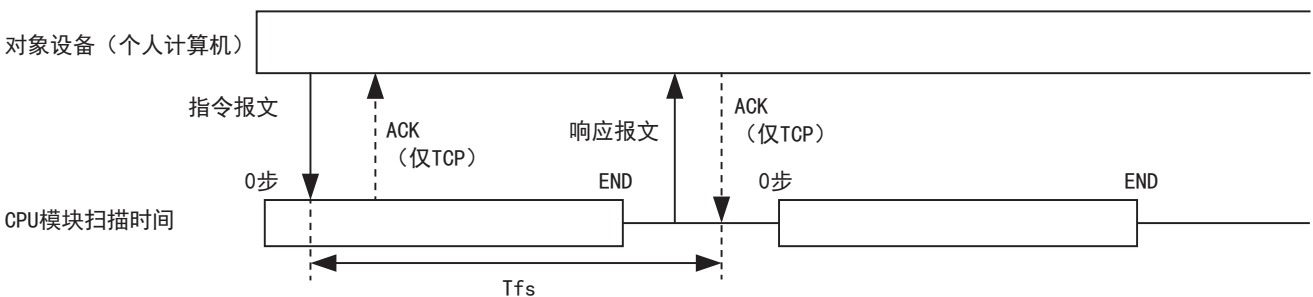 对象设备（个人计算机）
指令报文
ACK
（仅TCP）
响应报文
ACK
（仅TCP）
0步
END
0步
END
CPU模块扫描时间
Tfs